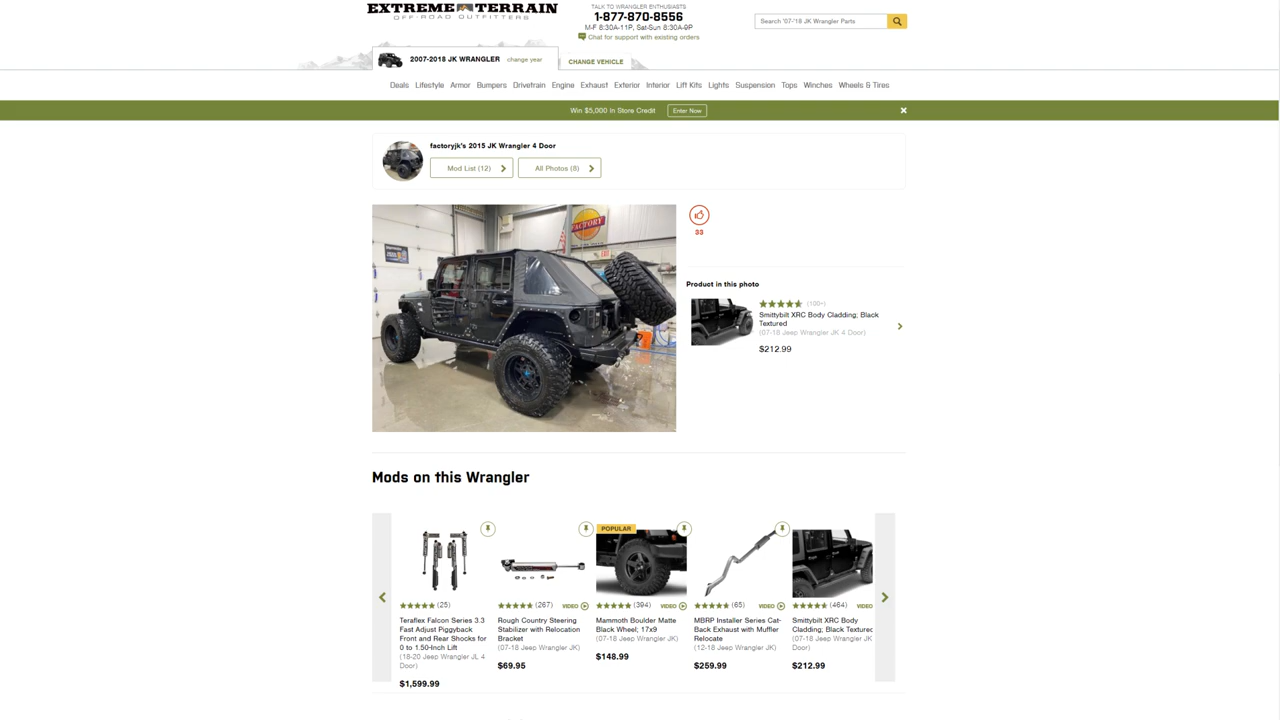 EXTREME TERRAIN
OFF-ROAD OUTFITTERS
TALK TO WRANGLER ENTHUSIASTS
1-877-870-8556
M-F 8:30A-11P, Sat-Sun 8:30A-9P
Chat for support with existing orders
Search '07-'18 JK Wrangler Parts
2007-2018 JK WRANGLER change year
CHANGE VEHICLE
Deals Lifestyle Armor Bumpers Drivetrain Engine Exhaust Exterior Interior Lift Kits Lights Suspension Tops Winches Wheels & Tires
Win $5,000 in Store Credit Enter Now
factoryjk's 2015 JK Wrangler 4 Door
Mod List (12) All Photos (8)
FACTORY
EXIT
33
Product in this photo
(100+)
Smittybilt XRC Body Cladding; Black
Textured
(07-18 Jeep Wrangler JK 4 Door)
$212.99
Mods on this Wrangler
(25)
Teraflex Falcon Series 3.3
Fast Adjust Piggyback
Front and Rear Shocks for
0 to 1.50-Inch Lift
(18-20 Jeep Wrangler JL 4
Door)
$1,599.99
(267) VIDEO
Rough Country Steering
Stabilizer with Relocation
Bracket
(07-18 Jeep Wrangler JK)
$69.95
POPULAR
(394) VIDEO
Mammoth Boulder Matte
Black Wheel; 17x9
(07-18 Jeep Wrangler JK)
$148.99
(65) VIDEO
MBRP Installer Series Cat-
Back Exhaust with Muffler
Relocate
(12-18 Jeep Wrangler JK)
$259.99
(464) VIDEO
Smittybilt XRC Body
Cladding; Black Textured
(07-18 Jeep Wrangler JK
Door)
$212.99